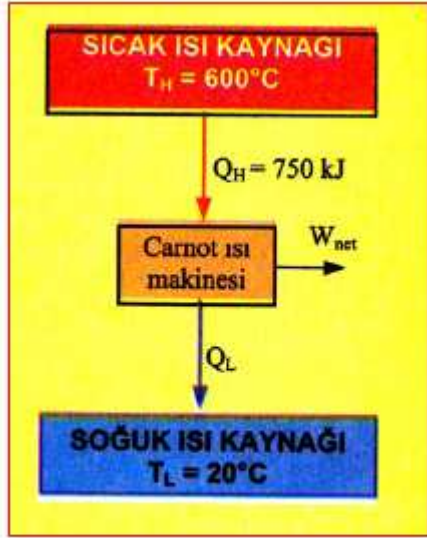 SICAK ISI KAYNAĞI
T_H = 600°C
Q_H = 750 kJ
Carnot ısı
makinesi
W_net
Q_L
SOĞUK ISI KAYNAĞI
T_L = 20°C